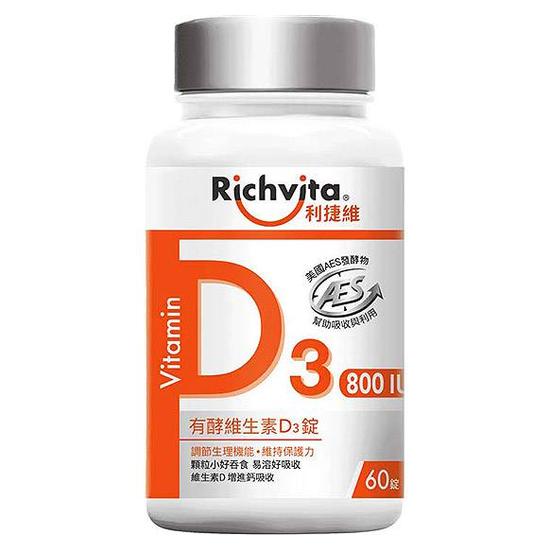 Richvita®
利捷維
美國AES發酵物
AES
幫助吸收與利用
Vitamin
D3
800 IU
有酵維生素D3錠
調節生理機能・維持保護力
顆粒小好吞食 易溶好吸收
維生素D 增進鈣吸收
60錠